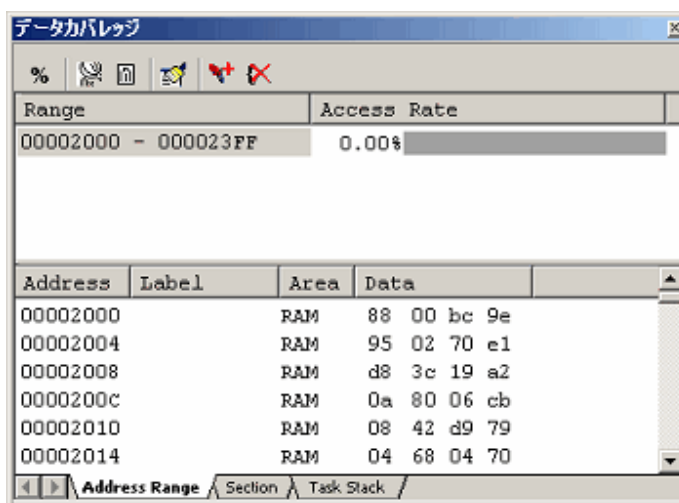 データカバレッジ
%
Range Access Rate
00002000 - 000023FF 0.00%
Address Label Area Data
00002000 RAM 88 00 bc 9e
00002004 RAM 95 02 70 e1
00002008 RAM d8 3c 19 a2
0000200C RAM 0a 80 06 cb
00002010 RAM 08 42 d9 79
00002014 RAM 04 68 04 70
Address Range Section Task Stack